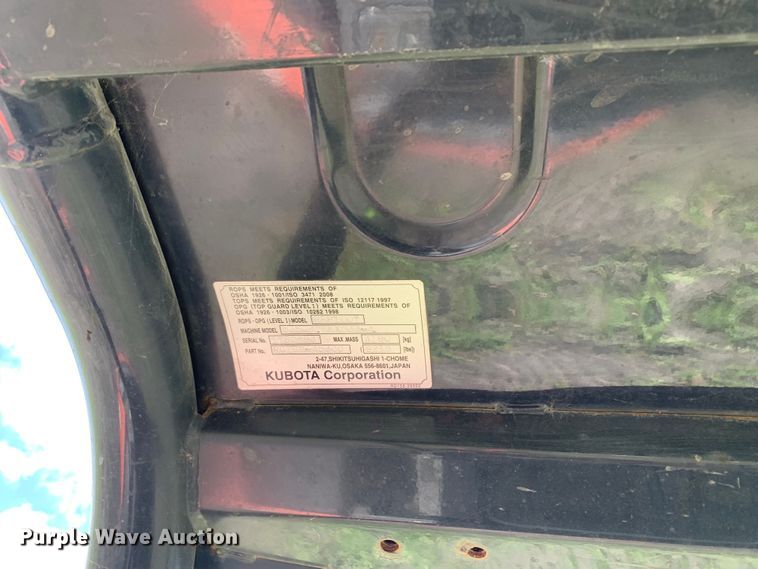 ROPS MEETS REQUIREMENTS OF
OSHA 1926 - 1001/ISO 3471 2008
TOPS MEETS REQUIREMENTS OF ISO 12117 1997
OPG (TOP GUARD LEVEL I) MEETS REQUIREMENTS OF
OSHA 1926 - 1003/ISO 10262 1998
ROPS - OPG (LEVEL I) MODEL
MACHINE MODEL
SERIAL No. MAX. MASS [kg]
PART No. [lbs]
2-47,SHIKITSUHIGASHI 1-CHOME
NANIWA-KU,OSAKA 556-8601,JAPAN
KUBOTA Corporation
Purple Wave Auction